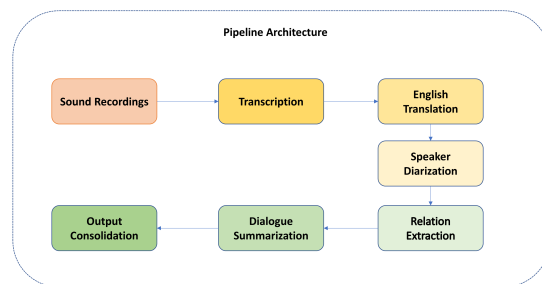 Pipeline Architecture
Sound Recordings
Transcription
English
Translation
Speaker
Diarization
Relation
Extraction
Dialogue
Summarization
Output
Consolidation